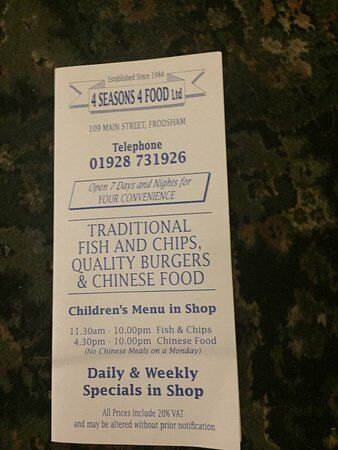 Established Since 1984
4 SEASONS 4 FOOD Ltd
109 MAIN STREET, FRODSHAM
Telephone
01928 731926
Open 7 Days and Nights for
YOUR CONVENIENCE
TRADITIONAL
FISH AND CHIPS,
QUALITY BURGERS
& CHINESE FOOD
Children's Menu in Shop
11.30am - 10.00pm Fish & Chips
4.30pm - 10.00pm Chinese Food
(No Chinese Meals on a Monday)
Daily & Weekly
Specials in Shop
All Prices Include 20% VAT
and may be altered without prior notification